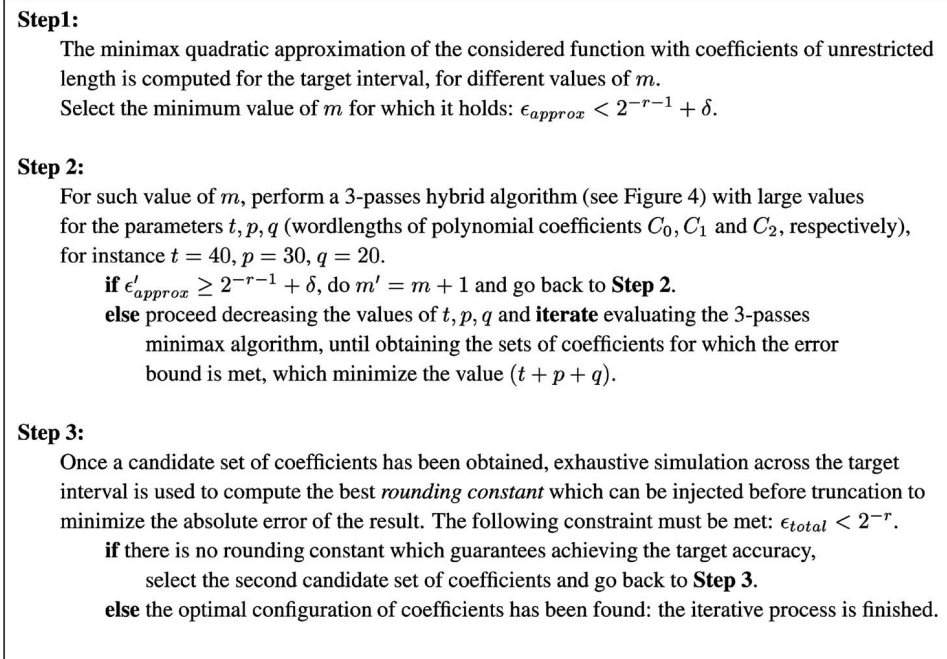 Step1:
The minimax quadratic approximation of the considered function with coefficients of unrestricted
length is computed for the target interval, for different values of m.
Select the minimum value of m for which it holds: ϵ_approx < 2^{-r-1} + δ.
Step 2:
For such value of m, perform a 3-passes hybrid algorithm (see Figure 4) with large values
for the parameters t, p, q (wordlengths of polynomial coefficients C_0, C_1 and C_2, respectively),
for instance t = 40, p = 30, q = 20.
if ϵ'_approx ≥ 2^{-r-1} + δ, do m' = m + 1 and go back to Step 2.
else proceed decreasing the values of t, p, q and iterate evaluating the 3-passes
minimax algorithm, until obtaining the sets of coefficients for which the error
bound is met, which minimize the value (t + p + q).
Step 3:
Once a candidate set of coefficients has been obtained, exhaustive simulation across the target
interval is used to compute the best rounding constant which can be injected before truncation to
minimize the absolute error of the result. The following constraint must be met: ϵ_total < 2^{-r}.
if there is no rounding constant which guarantees achieving the target accuracy,
select the second candidate set of coefficients and go back to Step 3.
else the optimal configuration of coefficients has been found: the iterative process is finished.